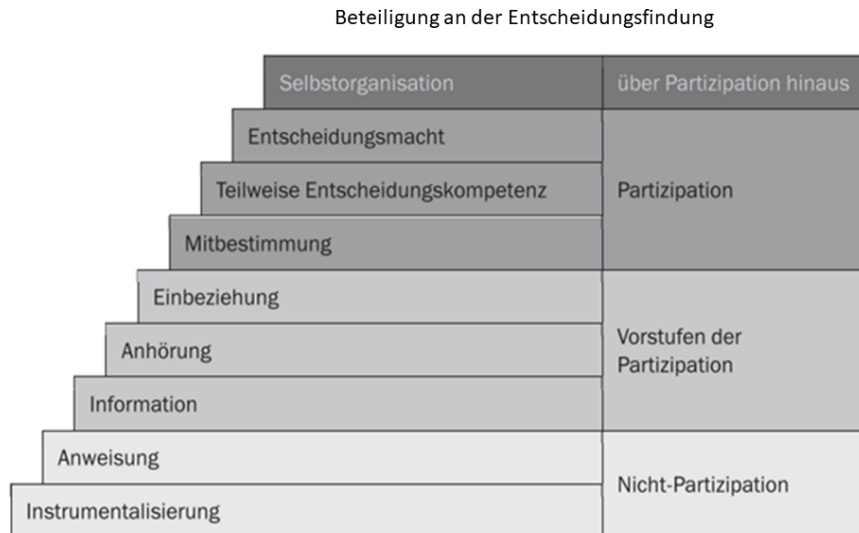 Beteiligung an der Entscheidungsfindung
Selbstorganisation
über Partizipation hinaus
Entscheidungsmacht
Teilweise Entscheidungskompetenz
Partizipation
Mitbestimmung
Einbeziehung
Anhörung
Vorstufen der
Partizipation
Information
Anweisung
Nicht-Partizipation
Instrumentalisierung